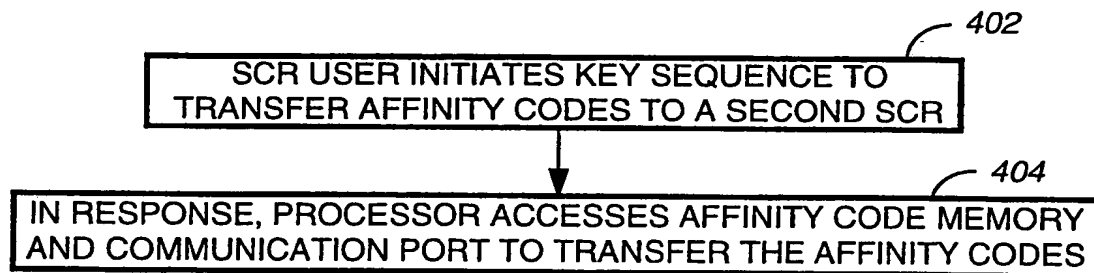 402
SCR USER INITIATES KEY SEQUENCE TO
TRANSFER AFFINITY CODES TO A SECOND SCR
404
IN RESPONSE, PROCESSOR ACCESSES AFFINITY CODE MEMORY
AND COMMUNICATION PORT TO TRANSFER THE AFFINITY CODES